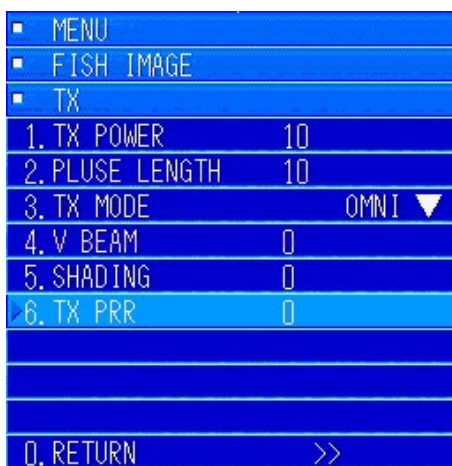 MENU
FISH IMAGE
TX
1. TX POWER 10
2. PLUSE LENGTH 10
3. TX MODE OMNI ▼
4. V BEAM 0
5. SHADING 0
6. TX PRR 0
0. RETURN >>